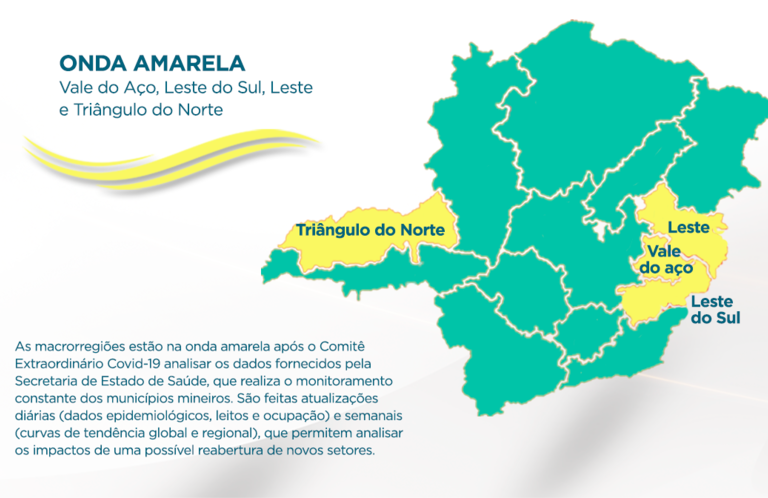 ONDA AMARELA
Vale do Aço, Leste do Sul, Leste
e Triângulo do Norte
Triângulo do Norte
Leste
Vale
do aço
Leste
do Sul
As macrorregiões estão na onda amarela após o Comitê
Extraordinário Covid-19 analisar os dados fornecidos pela
Secretaria de Estado de Saúde, que realiza o monitoramento
constante dos municípios mineiros. São feitas atualizações
diárias (dados epidemiológicos, leitos e ocupação) e semanais
(curvas de tendência global e regional), que permitem analisar
os impactos de uma possível reabertura de novos setores.